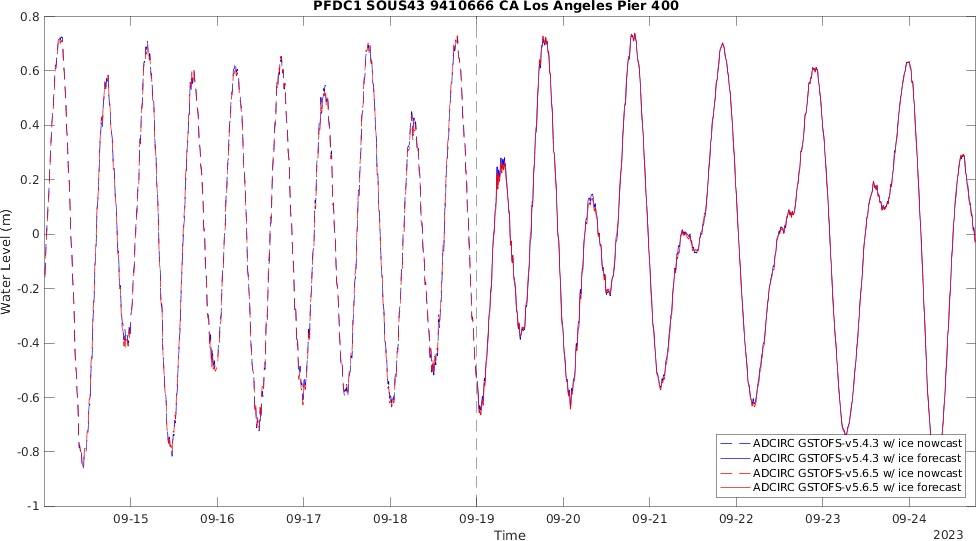 PFDC1 SOUS43 9410666 CA Los Angeles Pier 400
0.8
0.6
0.4
0.2
0
-0.2
-0.4
-0.6
-0.8
-1
Water Level (m)
ADCIRC GSTOFS-v5.4.3 w/ ice nowcast
ADCIRC GSTOFS-v5.4.3 w/ ice forecast
ADCIRC GSTOFS-v5.6.5 w/ ice nowcast
ADCIRC GSTOFS-v5.6.5 w/ ice forecast
09-15 09-16 09-17 09-18 09-19 09-20 09-21 09-22 09-23 09-24
Time
2023